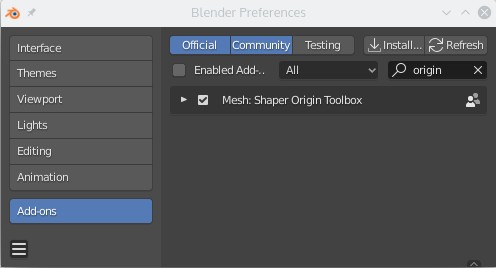 Blender Preferences
Interface
Themes
Viewport
Lights
Editing
Animation
Add-ons
Official Community Testing Install... Refresh
Enabled Add-.. All origin
Mesh: Shaper Origin Toolbox